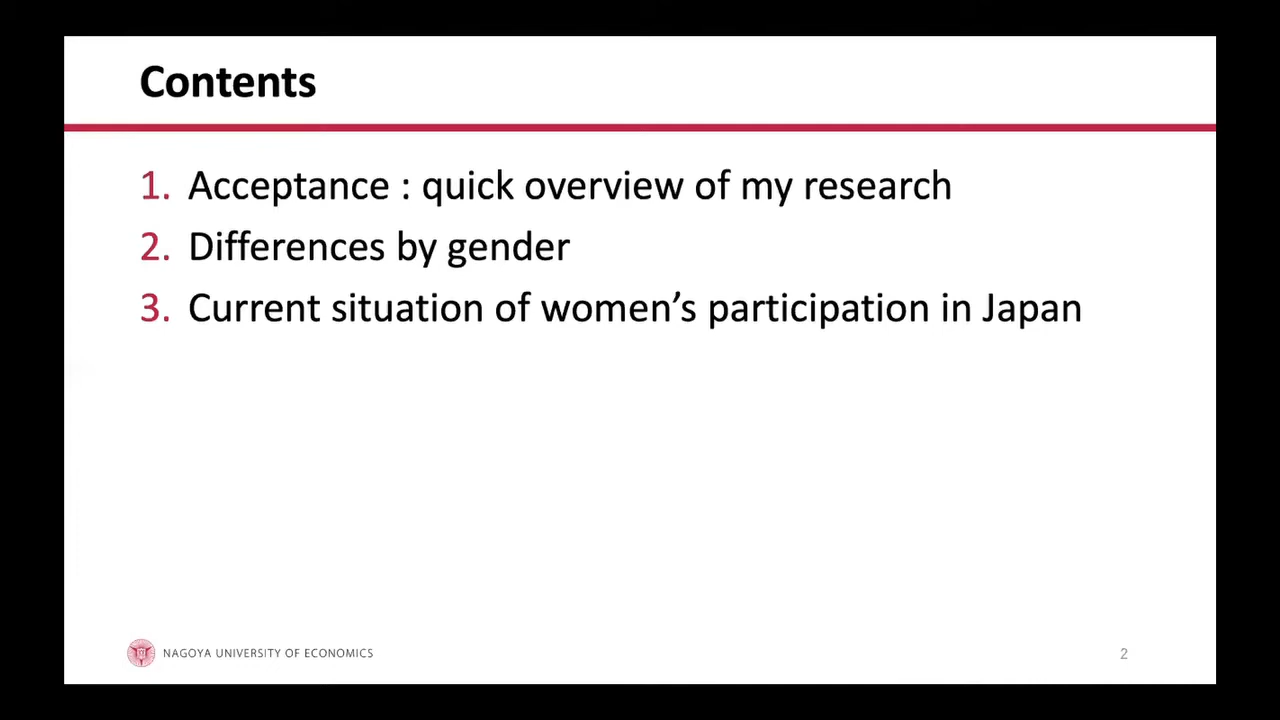 Contents
1. Acceptance : quick overview of my research
2. Differences by gender
3. Current situation of women’s participation in Japan
NAGOYA UNIVERSITY OF ECONOMICS
2